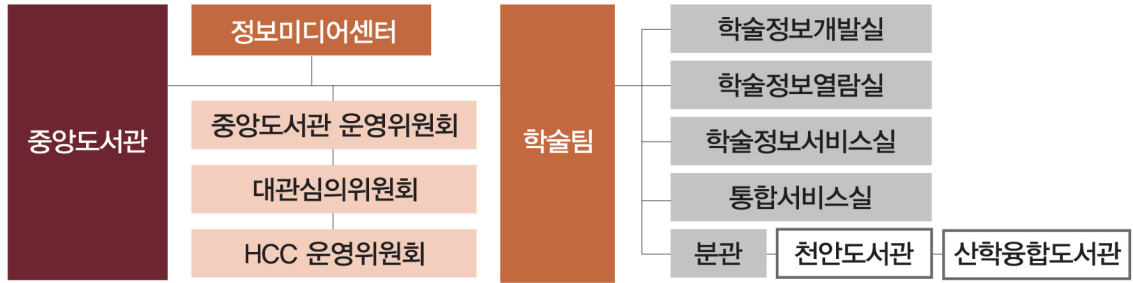 중앙도서관
정보미디어센터
중앙도서관 운영위원회
대관심의위원회
HCC 운영위원회
학술팀
학술정보개발실
학술정보열람실
학술정보서비스실
통합서비스실
분관 천안도서관 산학융합도서관